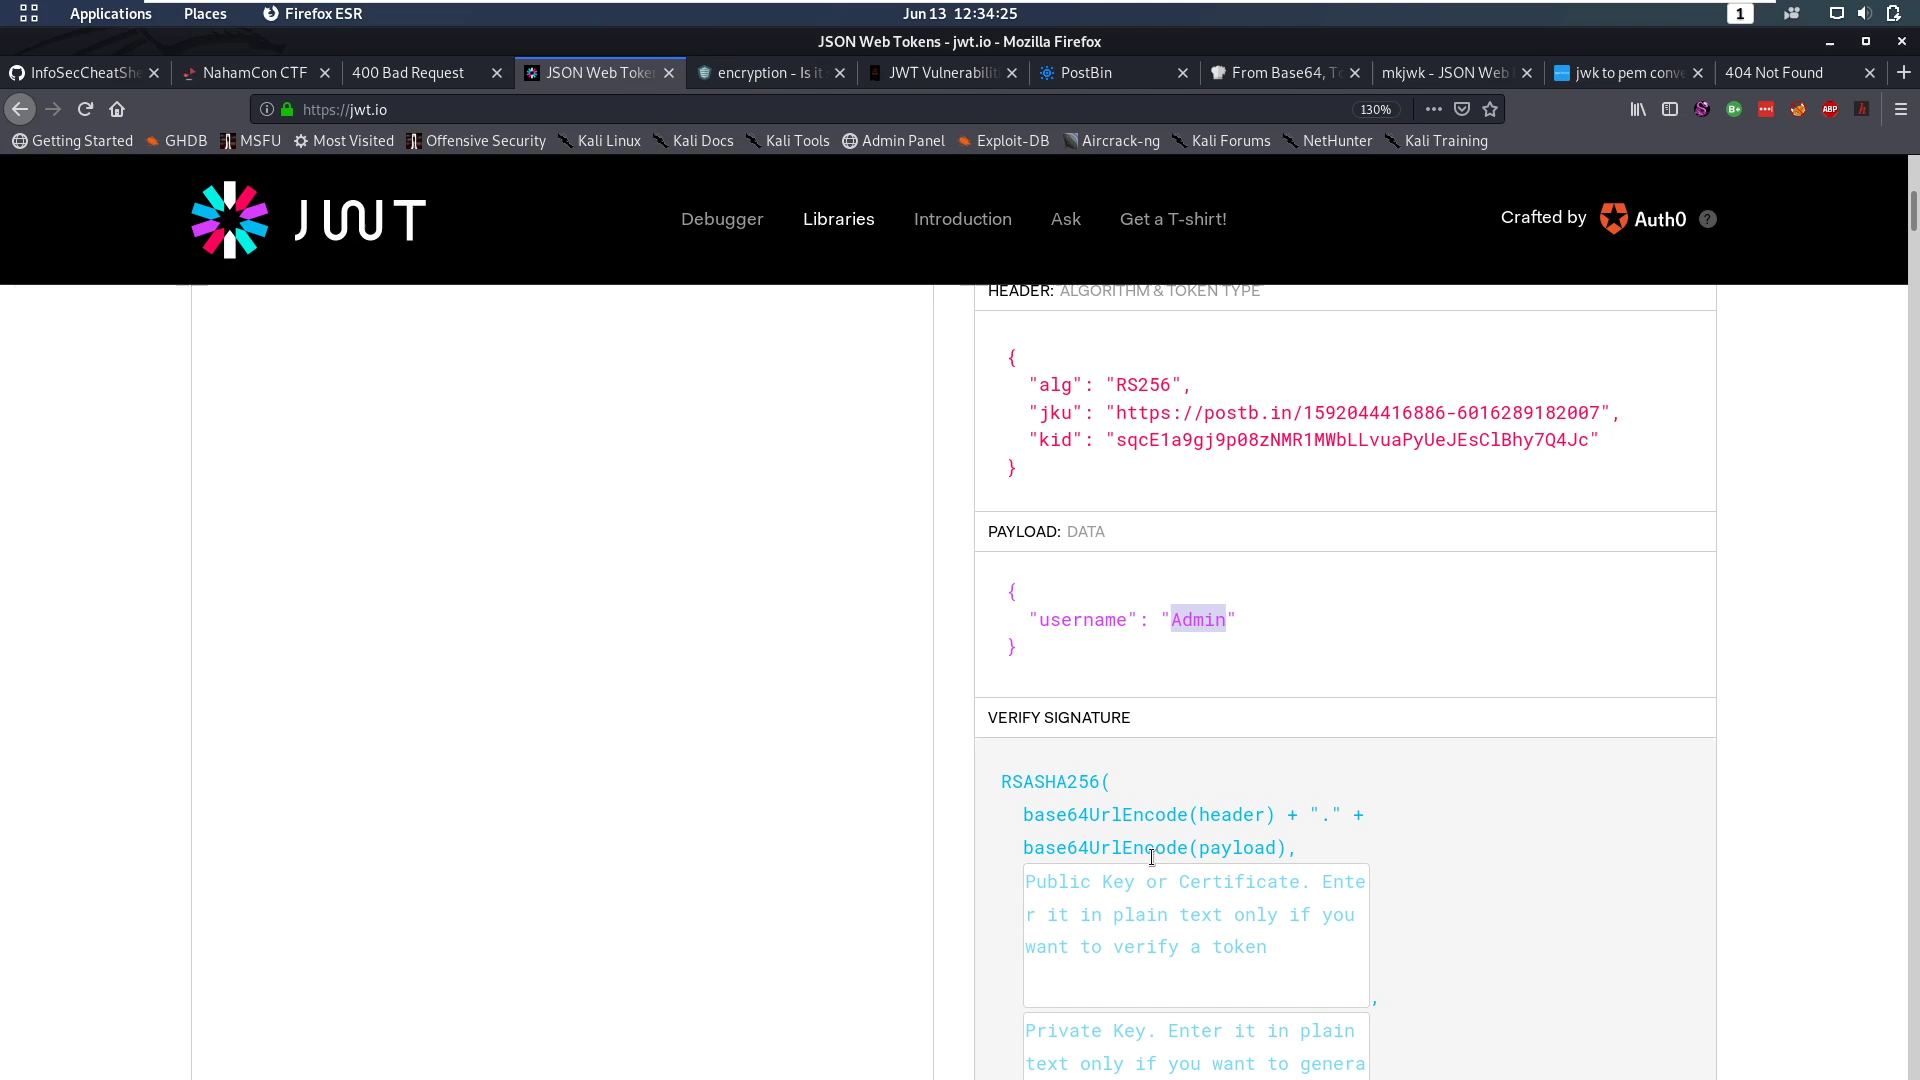 Applications Places Firefox ESR Jun 13 12:34:25 1
JSON Web Tokens - jwt.io - Mozilla Firefox
InfoSecCheatShe NahamCon CTF 400 Bad Request JSON Web Token encryption - Is it JWT Vulnerabiliti PostBin From Base64, To mkjwk - JSON Web jwk to pem conve 404 Not Found
https://jwt.io 130%
Getting Started GHDB MSFU Most Visited Offensive Security Kali Linux Kali Docs Kali Tools Admin Panel Exploit-DB Aircrack-ng Kali Forums NetHunter Kali Training
JWT Debugger Libraries Introduction Ask Get a T-shirt! Crafted by Auth0 ?
HEADER: ALGORITHM & TOKEN TYPE
{
"alg": "RS256",
"jku": "https://postb.in/1592044416886-6016289182007",
"kid": "sqcE1a9gj9p08zNMR1MWbLLvuaPyUeJEsClBhy7Q4Jc"
}
PAYLOAD: DATA
{
"username": "Admin"
}
VERIFY SIGNATURE
RSASHA256(
base64UrlEncode(header) + "." +
base64UrlEncode(payload),
Public Key or Certificate. Ente
r it in plain text only if you
want to verify a token
,
Private Key. Enter it in plain
text only if you want to genera